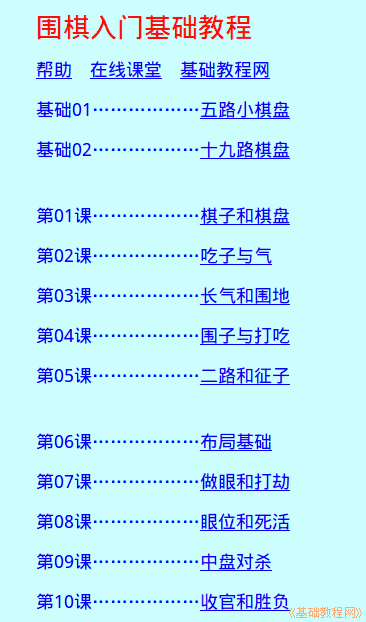 围棋入门基础教程
帮助 在线课堂 基础教程网
基础01………………五路小棋盘
基础02………………十九路棋盘
第01课………………棋子和棋盘
第02课………………吃子与气
第03课………………长气和围地
第04课………………围子与打吃
第05课………………二路和征子
第06课………………布局基础
第07课………………做眼和打劫
第08课………………眼位和死活
第09课………………中盘对杀
第10课………………收官和胜负
《基础教程网》